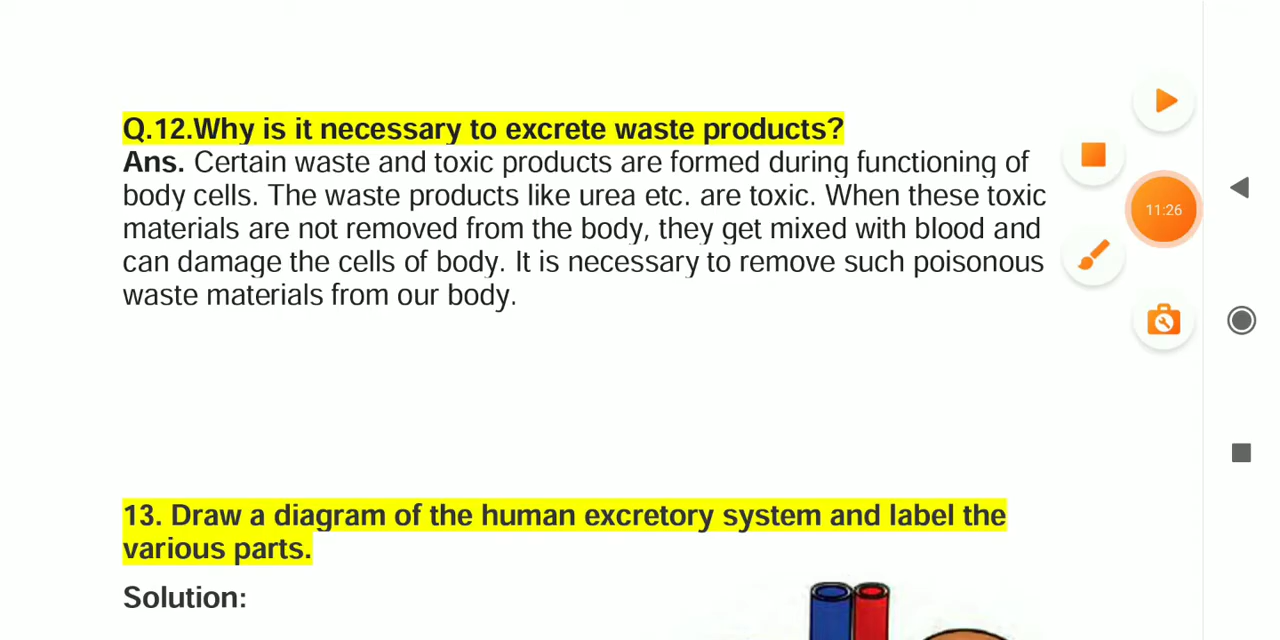 Q.12.Why is it necessary to excrete waste products?
Ans. Certain waste and toxic products are formed during functioning of
body cells. The waste products like urea etc. are toxic. When these toxic
materials are not removed from the body, they get mixed with blood and
can damage the cells of body. It is necessary to remove such poisonous
waste materials from our body.
11:26
13. Draw a diagram of the human excretory system and label the
various parts.
Solution: